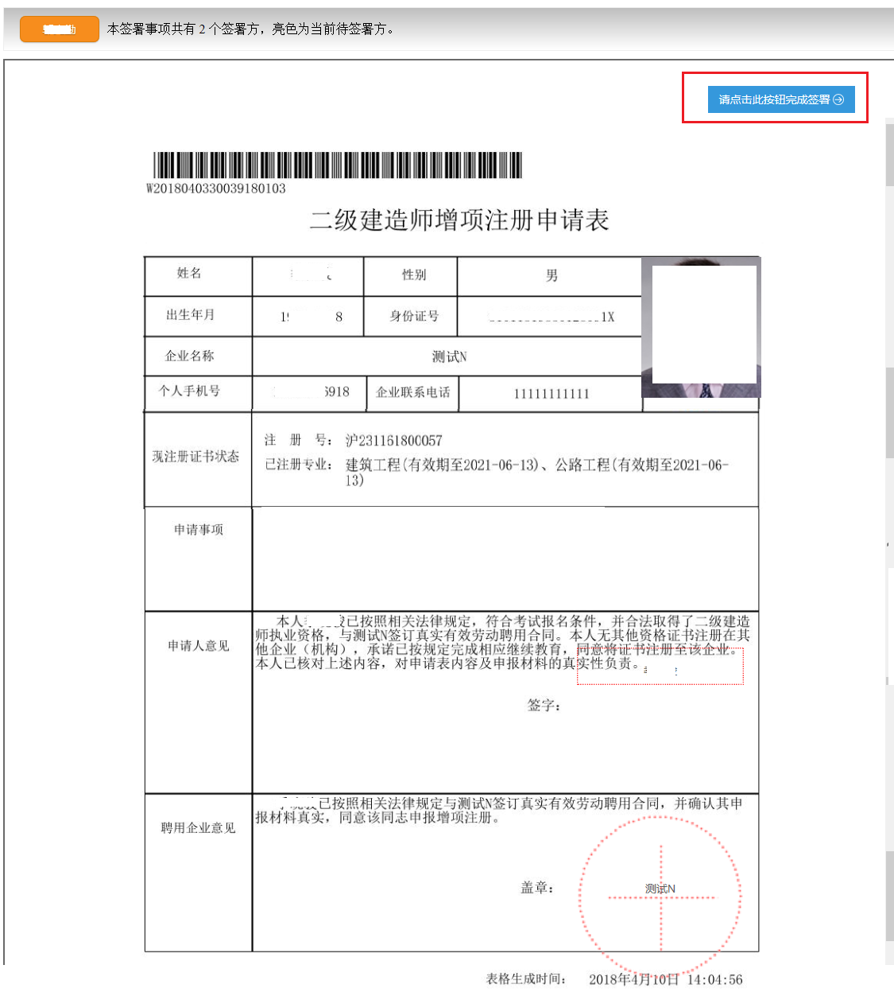 本签署事项共有 2 个签署方，亮色为当前待签署方。
请点击此按钮完成签署
W2018040330039180103
二级建造师增项注册申请表
姓名
性别
男
出生年月
8
身份证号
1X
企业名称
测试N
个人手机号
6918
企业联系电话
11111111111
现注册证书状态
注 册 号： 沪231161800057
已注册专业： 建筑工程(有效期至2021-06-13)、公路工程(有效期至2021-06-
13)
申请事项
申请人意见
本人 已按照相关法律规定，符合考试报名条件，并合法取得了二级建造
师执业资格，与测试N签订真实有效劳动聘用合同。本人无其他资格证书注册在其
他企业（机构），承诺已按规定完成相应继续教育，同意将证书注册至该企业。
本人已核对上述内容，对申请表内容及申报材料的真实性负责。
签字：
聘用企业意见
已按照相关法律规定与测试N签订真实有效劳动聘用合同，并确认其申
报材料真实，同意该同志申报增项注册。
盖章：
测试N
表格生成时间： 2018年4月10日 14:04:56